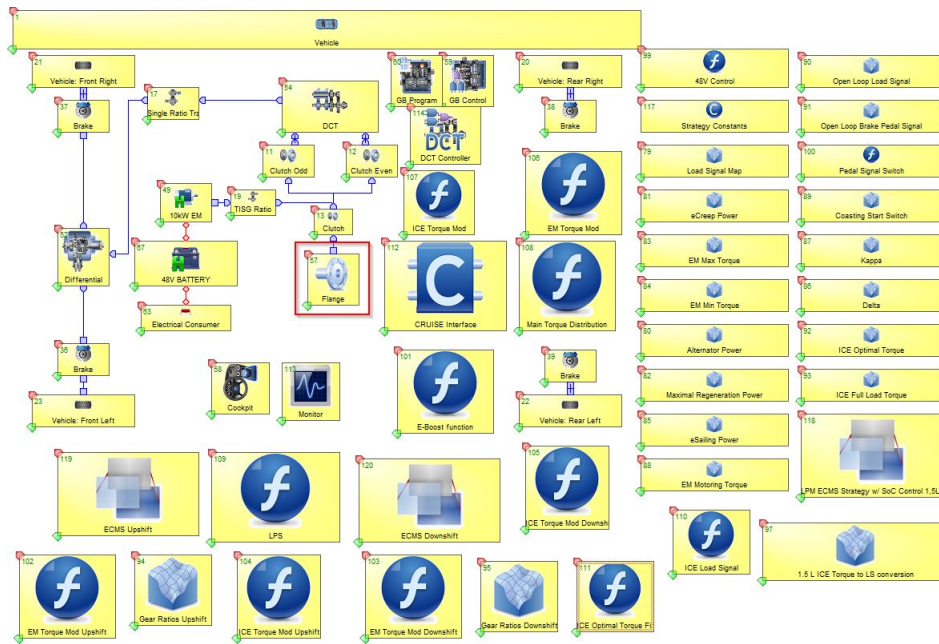 1
Vehicle
21
Vehicle: Front Right
37
Brake
17
Single Ratio Tra
54
DCT
60
GB Program
59
GB Control
114
DCT
DCT Controller
20
Vehicle: Rear Right
38
Brake
99
48V Control
90
Open Loop Load Signal
117
Strategy Constants
91
Open Loop Brake Pedal Signal
11
Clutch Odd
12
Clutch Even
79
Load Signal Map
100
Pedal Signal Switch
49
10kW EM
19
TISG Ratio
13
Clutch
107
ICE Torque Mod
106
EM Torque Mod
81
eCreep Power
89
Coasting Start Switch
52
Differential
67
48V BATTERY
57
Flange
112
CRUISE Interface
108
Main Torque Distribution
83
EM Max Torque
87
Kappa
84
EM Min Torque
86
Delta
63
Electrical Consumer
80
Alternator Power
92
ICE Optimal Torque
36
Brake
58
Cockpit
113
Monitor
101
E-Boost function
39
Brake
82
Maximal Regeneration Power
93
ICE Full Load Torque
23
Vehicle: Front Left
22
Vehicle: Rear Left
85
eSailing Power
118
LPM ECMS Strategy w/ SoC Control 1,5L
88
EM Motoring Torque
119
ECMS Upshift
109
LPS
120
ECMS Downshift
105
ICE Torque Mod Downsh
110
ICE Load Signal
97
1.5 L ICE Torque to LS conversion
102
EM Torque Mod Upshift
94
Gear Ratios Upshift
104
ICE Torque Mod Upshift
103
EM Torque Mod Downshift
95
Gear Ratios Downshift
111
ICE Optimal Torque